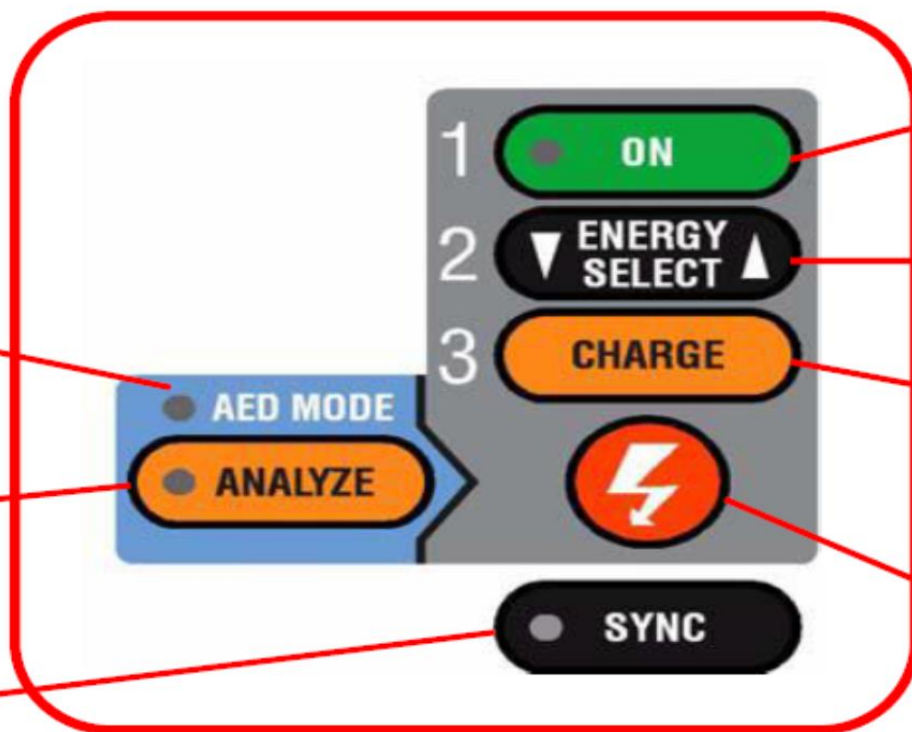 1 ON
2 ENERGY
SELECT
3 CHARGE
AED MODE
ANALYZE
SYNC